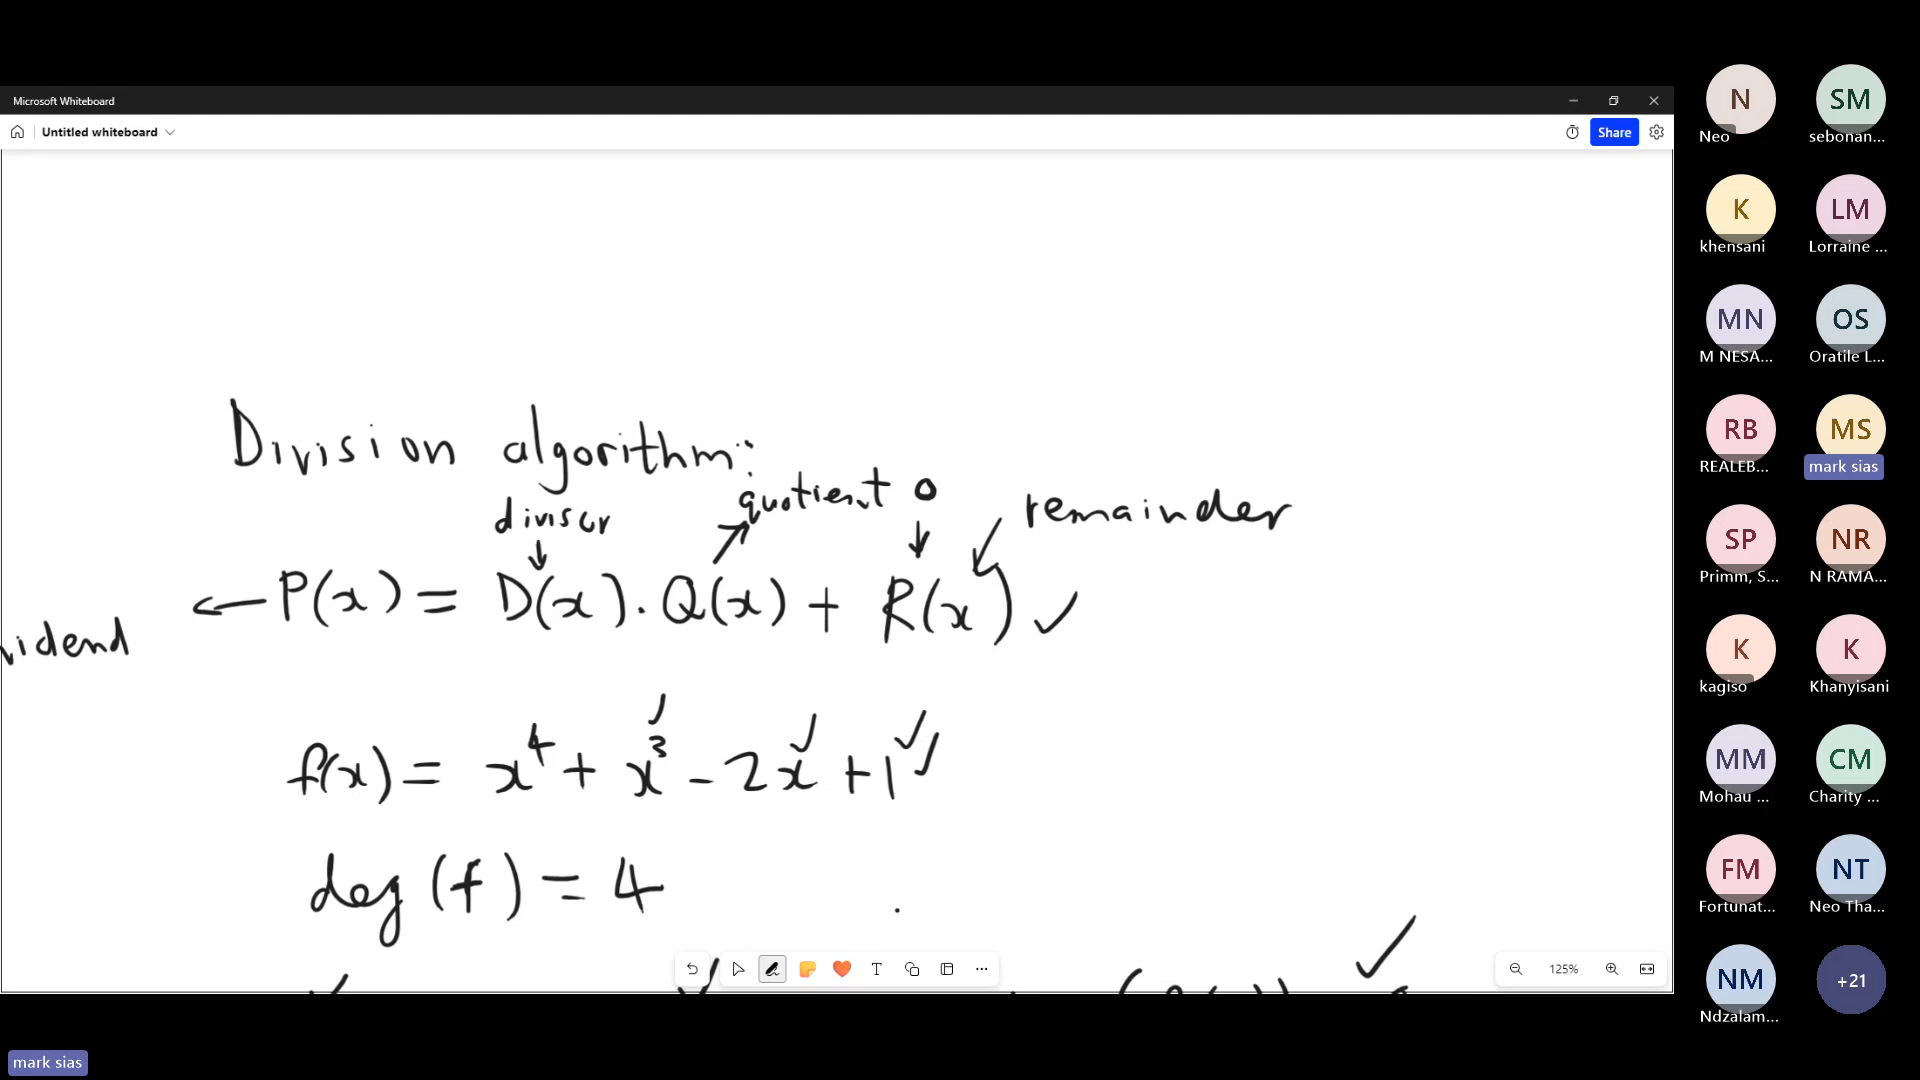 Microsoft Whiteboard
Untitled whiteboard
Share
Division algorithm:
divisor
quotient 0
remainder
vidend
← P(x) = D(x) . Q(x) + R(x) ✓
f(x) = x⁴ + x³ - 2x + 1
deg (f) = 4
125%
N
Neo
SM
sebonan...
K
khensani
LM
Lorraine ...
MN
M NESA...
OS
Oratile L...
RB
REALEB...
MS
mark sias
SP
Primm, S...
NR
N RAMA...
K
kagiso
K
Khanyisani
MM
Mohau ...
CM
Charity ...
FM
Fortunat...
NT
Neo Tha...
NM
Ndzalam...
+21
mark sias